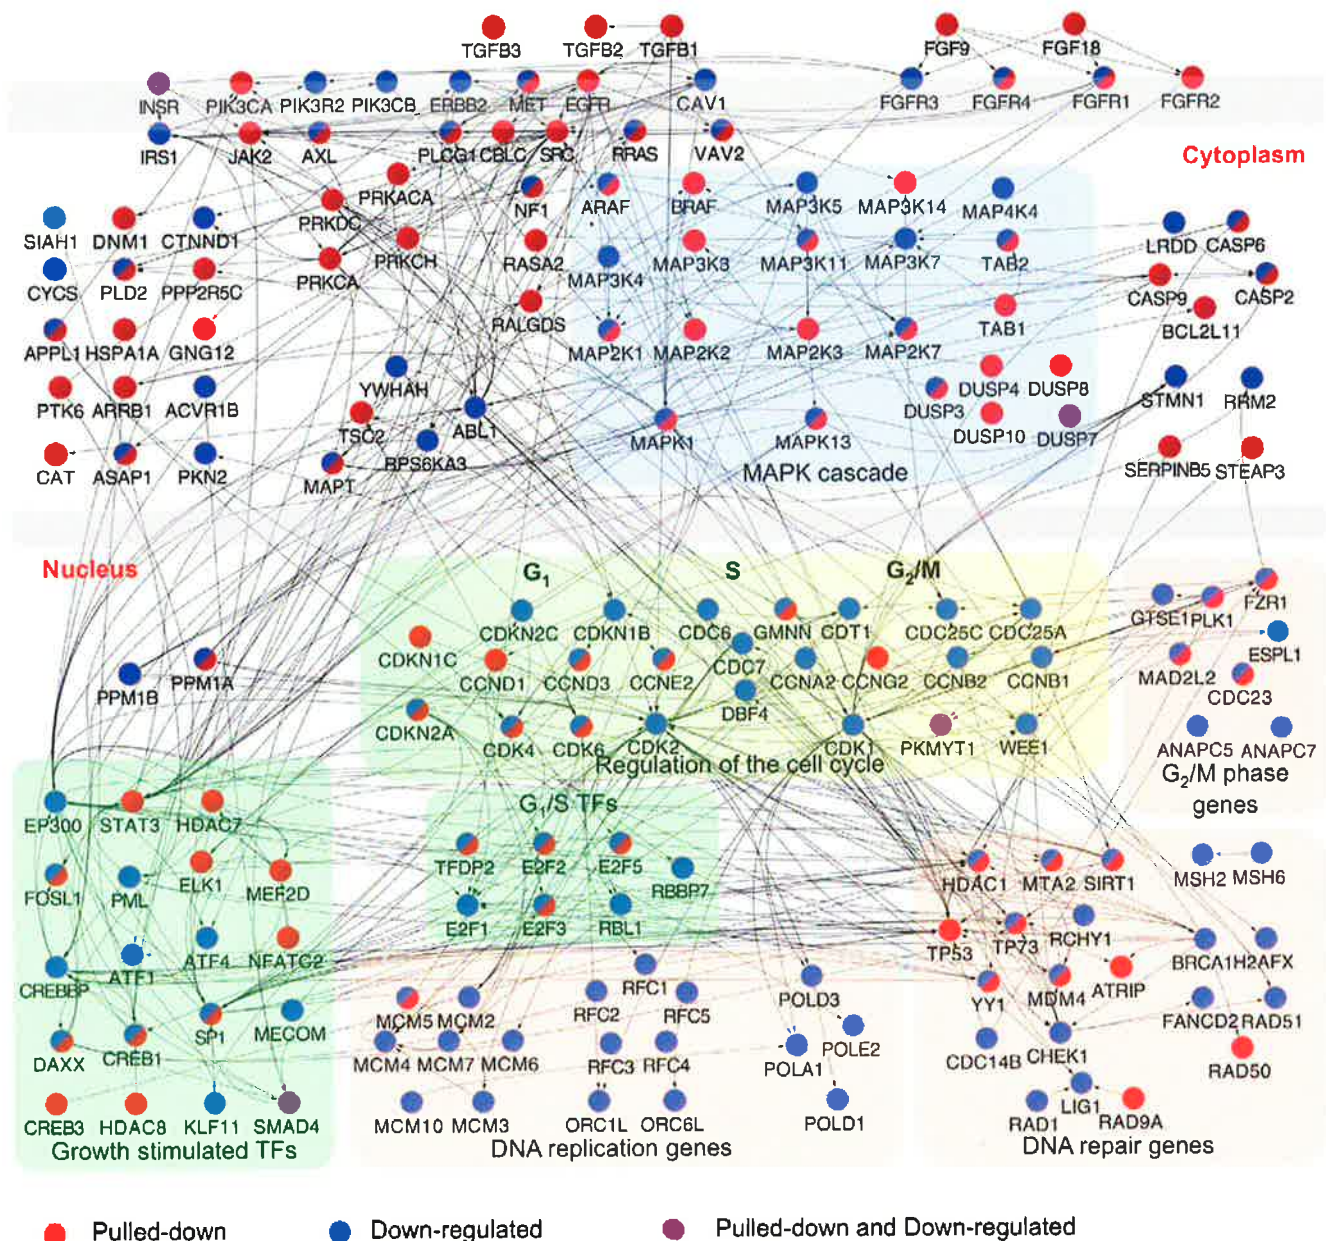 TGFB3 TGFB2 TGFB1 FGF9 FGF18
INSR PIK3CA PIK3R2 PIK3CB ERBB2 MET EGFR CAV1 FGFR3 FGFR4 FGFR1 FGFR2
IRS1 JAK2 AXL PLCG1 CBLC SRC RRAS VAV2 Cytoplasm
PRKACA PRKDC NF1 ARAF BRAF MAP3K5 MAP3K14 MAP4K4
SIAH1 DNM1 CTNND1 PRKCH RASA2 MAP3K4 MAP3K3 MAP3K11 MAP3K7 TAB2 LRDD CASP6
CYCS PLD2 PPP2R5C PRKCA RALGDS CASP9 CASP2
APPL1 HSPA1A GNG12 MAP2K1 MAP2K2 MAP2K3 MAP2K7 TAB1 BCL2L11
PTK6 ARRB1 ACVR1B YWHAH DUSP3 DUSP4 DUSP8 STMN1 RRM2
CAT ASAP1 PKN2 TSC2 MAPT RPS6KA3 ABL1 MAPK1 MAPK13 DUSP10 DUSP7 SERPINB5 STEAP3
MAPK cascade
Nucleus G1 S G2/M
CDKN2C CDKN1B CDC6 GMNN CDT1 CDC25C CDC25A GTSE1 PLK1 FZR1
CDKN1C CCND1 CCND3 CCNE2 CDC7 CCNA2 CCNG2 CCNB2 CCNB1 MAD2L2 ESPL1
PPM1B PPM1A CDC23
CDKN2A CDK4 CDK6 CDK2 DBF4 CDK1 PKMYT1 WEE1 ANAPC5 ANAPC7
Regulation of the cell cycle
G2/M phase
genes
G1/S TFs
EP300 STAT3 HDAC7
FOSL1 PML ELK1 MEF2D TFDP2 E2F2 E2F5 RBBP7 HDAC1 MTA2 SIRT1 MSH2 MSH6
E2F1 E2F3 RBL1
CREBBP ATF1 ATF4 NFATC2 TP53 TP73 RCHY1 BRCA1 H2AFX
DAXX CREB1 SP1 MECOM MCM5 MCM2 RFC2 RFC1 RFC5 POLD3 YY1 MDM4 ATRIP FANCD2 RAD51
MCM4 MCM7 MCM6 RFC3 RFC4 POLA1 POLE2 CDC14B CHEK1 RAD50
CREB3 HDAC8 KLF11 SMAD4 MCM10 MCM3 ORC1L ORC6L POLD1 RAD1 LIG1 RAD9A
Growth stimulated TFs DNA replication genes DNA repair genes
Pulled-down Down-regulated Pulled-down and Down-regulated